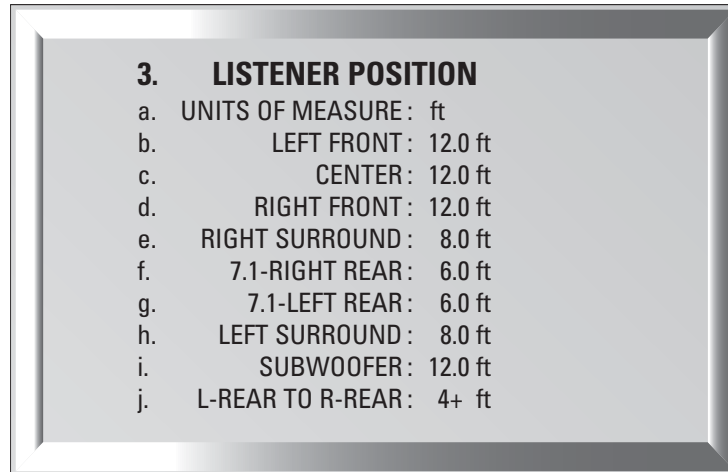 3. LISTENER POSITION
a. UNITS OF MEASURE: ft
b. LEFT FRONT: 12.0 ft
c. CENTER: 12.0 ft
d. RIGHT FRONT: 12.0 ft
e. RIGHT SURROUND: 8.0 ft
f. 7.1-RIGHT REAR: 6.0 ft
g. 7.1-LEFT REAR: 6.0 ft
h. LEFT SURROUND: 8.0 ft
i. SUBWOOFER: 12.0 ft
j. L-REAR TO R-REAR: 4+ ft